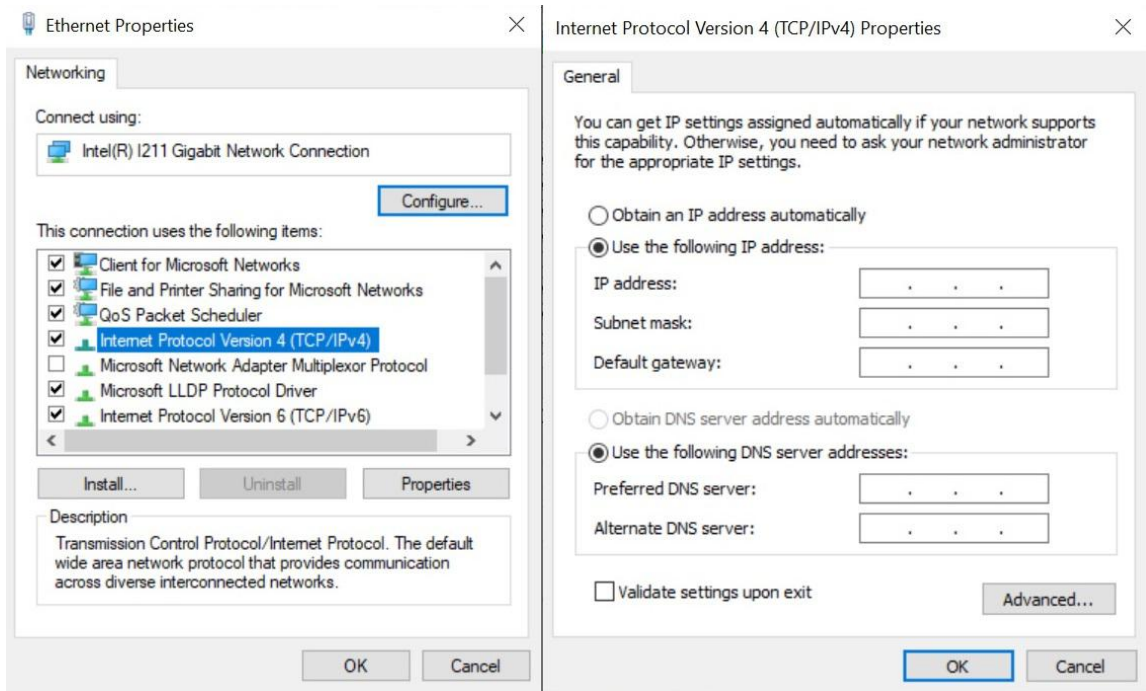 Ethernet Properties
Networking
Connect using:
Intel(R) I211 Gigabit Network Connection
Configure...
This connection uses the following items:
Client for Microsoft Networks
File and Printer Sharing for Microsoft Networks
QoS Packet Scheduler
Internet Protocol Version 4 (TCP/IPv4)
Microsoft Network Adapter Multiplexor Protocol
Microsoft LLDP Protocol Driver
Internet Protocol Version 6 (TCP/IPv6)
Install...
Uninstall
Properties
Description
Transmission Control Protocol/Internet Protocol. The default
wide area network protocol that provides communication
across diverse interconnected networks.
OK
Cancel
Internet Protocol Version 4 (TCP/IPv4) Properties
General
You can get IP settings assigned automatically if your network supports
this capability. Otherwise, you need to ask your network administrator
for the appropriate IP settings.
Obtain an IP address automatically
Use the following IP address:
IP address:
Subnet mask:
Default gateway:
Obtain DNS server address automatically
Use the following DNS server addresses:
Preferred DNS server:
Alternate DNS server:
Validate settings upon exit
Advanced...
OK
Cancel